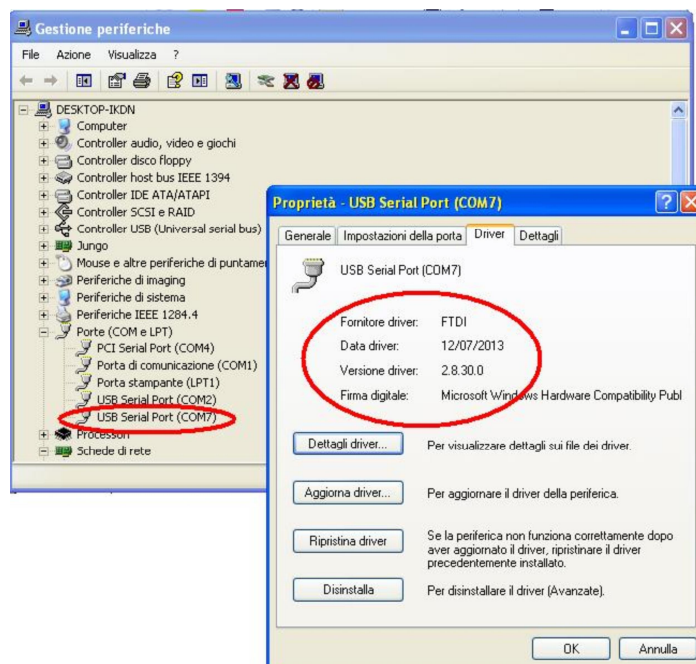 Gestione periferiche
File Azione Visualizza ?
DESKTOP-IKDN
Computer
Controller audio, video e giochi
Controller disco floppy
Controller host bus IEEE 1394
Controller IDE ATA/ATAPI
Controller SCSI e RAID
Controller USB (Universal serial bus)
Jungo
Mouse e altre periferiche di puntame
Periferiche di imaging
Periferiche di sistema
Periferiche IEEE 1284.4
Porte (COM e LPT)
PCI Serial Port (COM4)
Porta di comunicazione (COM1)
Porta stampante (LPT1)
USB Serial Port (COM2)
USB Serial Port (COM7)
Processori
Schede di rete
Proprietà - USB Serial Port (COM7)
Generale Impostazioni della porta Driver Dettagli
USB Serial Port (COM7)
Fornitore driver: FTDI
Data driver: 12/07/2013
Versione driver: 2.8.30.0
Firma digitale: Microsoft Windows Hardware Compatibility Publ
Dettagli driver... Per visualizzare dettagli sui file dei driver.
Aggiorna driver... Per aggiornare il driver della periferica.
Ripristina driver Se la periferica non funziona correttamente dopo
aver aggiornato il driver, ripristinare il driver
precedentemente installato.
Disinstalla Per disinstallare il driver (Avanzate).
OK Annulla